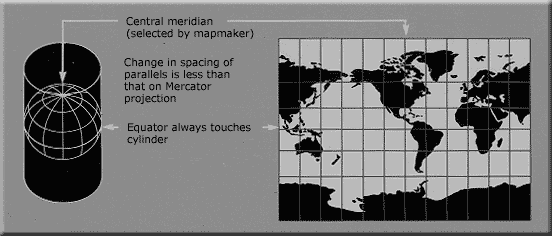 Central meridian
(selected by mapmaker)
Change in spacing of
parallels is less than
that on Mercator
projection
Equator always touches
cylinder